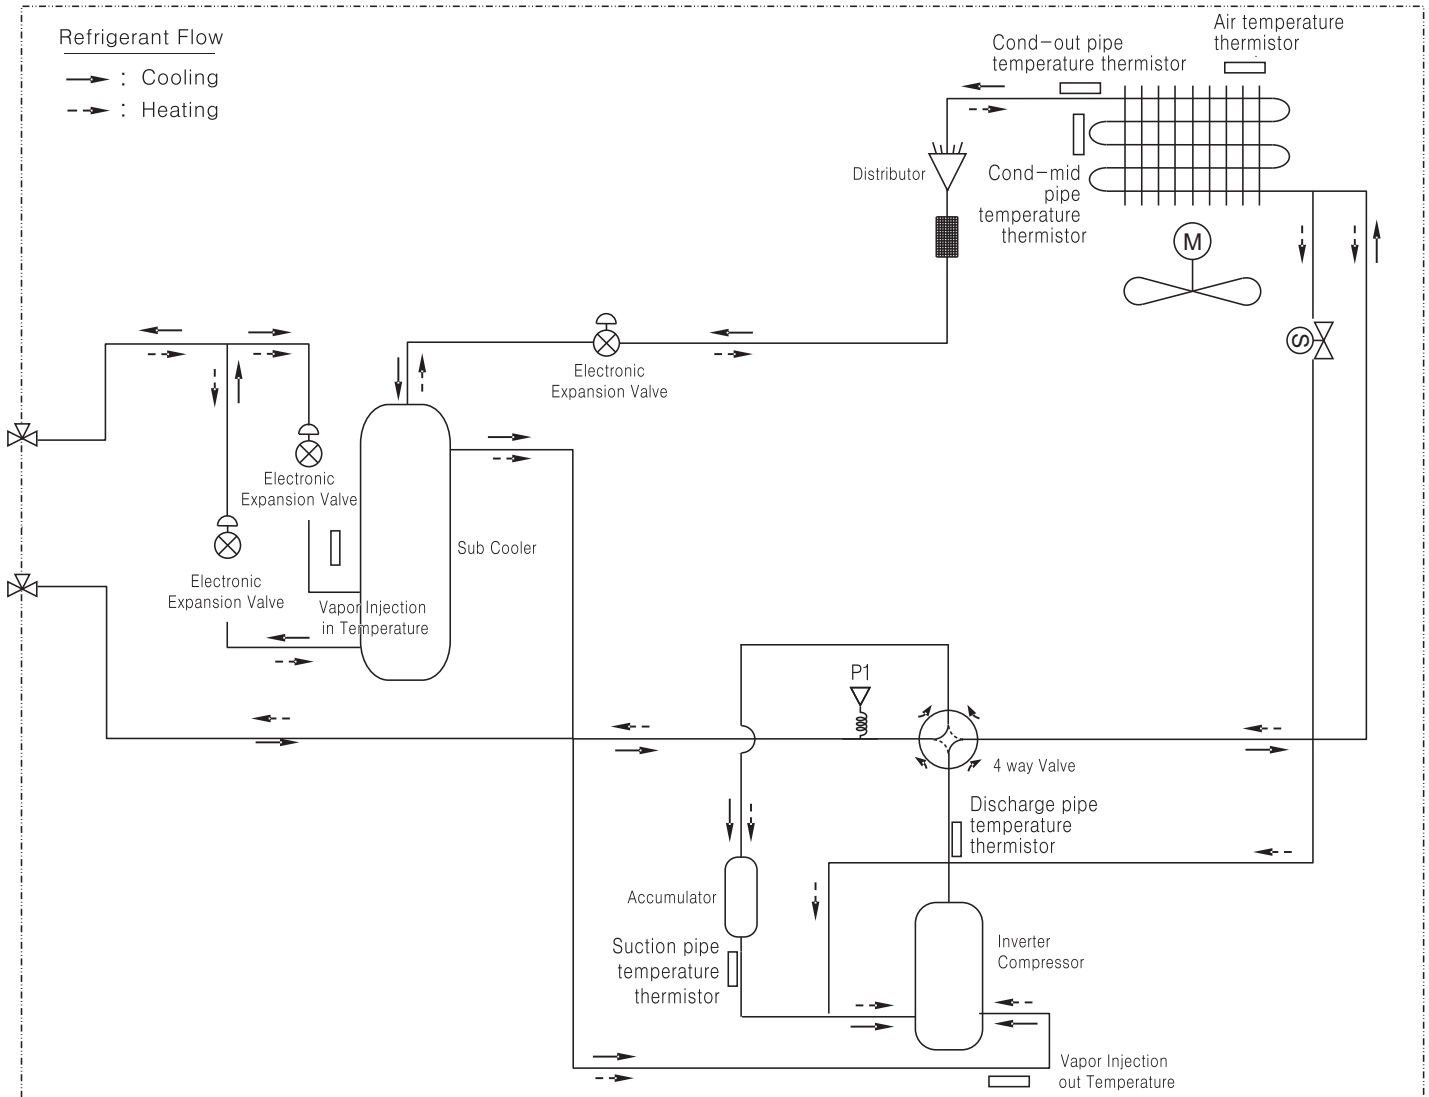 Refrigerant Flow
: Cooling
: Heating
Air temperature
thermistor
Cond-out pipe
temperature thermistor
Distributor
Cond-mid
pipe
temperature
thermistor
M
S
Electronic
Expansion Valve
Electronic
Expansion Valve
Sub Cooler
Electronic
Expansion Valve
Vapor Injection
in Temperature
P1
4 way Valve
Discharge pipe
temperature
thermistor
Accumulator
Suction pipe
temperature
thermistor
Inverter
Compressor
Vapor Injection
out Temperature